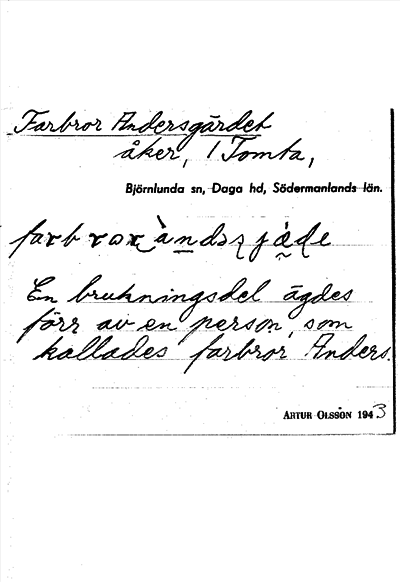 Farbror Andersgärdet
åker, 1 Tomta,
Björnlunda sn, Daga hd, Södermanlands län.
En brukningsdel ägdes
förr av en person, som
kallades farbror Anders.
ARTUR OLSSON 1943